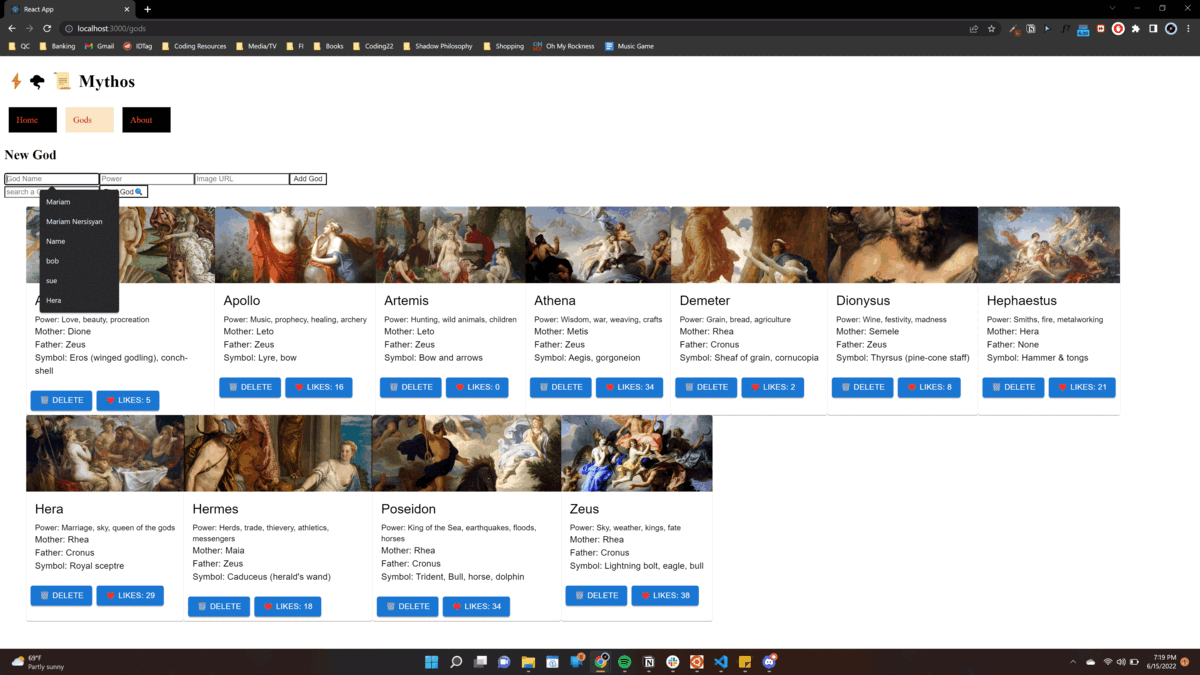 React App
localhost:3000/gods
QC Banking Gmail IDTag Coding Resources Media/TV FI Books Coding22 Shadow Philosophy Shopping Oh My Rockness Music Game
Mythos
Home Gods About
New God
God Name Power Image URL Add God
search a God
Mariam
Mariam Nersisyan
Name
bob
sue
Hera
A
Power: Love, beauty, procreation
Mother: Dione
Father: Zeus
Symbol: Eros (winged godling), conch-
shell
DELETE LIKES: 5
Apollo
Power: Music, prophecy, healing, archery
Mother: Leto
Father: Zeus
Symbol: Lyre, bow
DELETE LIKES: 16
Artemis
Power: Hunting, wild animals, children
Mother: Leto
Father: Zeus
Symbol: Bow and arrows
DELETE LIKES: 0
Athena
Power: Wisdom, war, weaving, crafts
Mother: Metis
Father: Zeus
Symbol: Aegis, gorgoneion
DELETE LIKES: 34
Demeter
Power: Grain, bread, agriculture
Mother: Rhea
Father: Cronus
Symbol: Sheaf of grain, cornucopia
DELETE LIKES: 2
Dionysus
Power: Wine, festivity, madness
Mother: Semele
Father: Zeus
Symbol: Thyrsus (pine-cone staff)
DELETE LIKES: 8
Hephaestus
Power: Smiths, fire, metalworking
Mother: Hera
Father: None
Symbol: Hammer & tongs
DELETE LIKES: 21
Hera
Power: Marriage, sky, queen of the gods
Mother: Rhea
Father: Cronus
Symbol: Royal sceptre
DELETE LIKES: 29
Hermes
Power: Herds, trade, thievery, athletics,
messengers
Mother: Maia
Father: Zeus
Symbol: Caduceus (herald's wand)
DELETE LIKES: 18
Poseidon
Power: King of the Sea, earthquakes, floods,
horses
Mother: Rhea
Father: Cronus
Symbol: Trident, Bull, horse, dolphin
DELETE LIKES: 34
Zeus
Power: Sky, weather, kings, fate
Mother: Rhea
Father: Cronus
Symbol: Lightning bolt, eagle, bull
DELETE LIKES: 38
69°F
Partly sunny
7:19 PM
6/15/2022